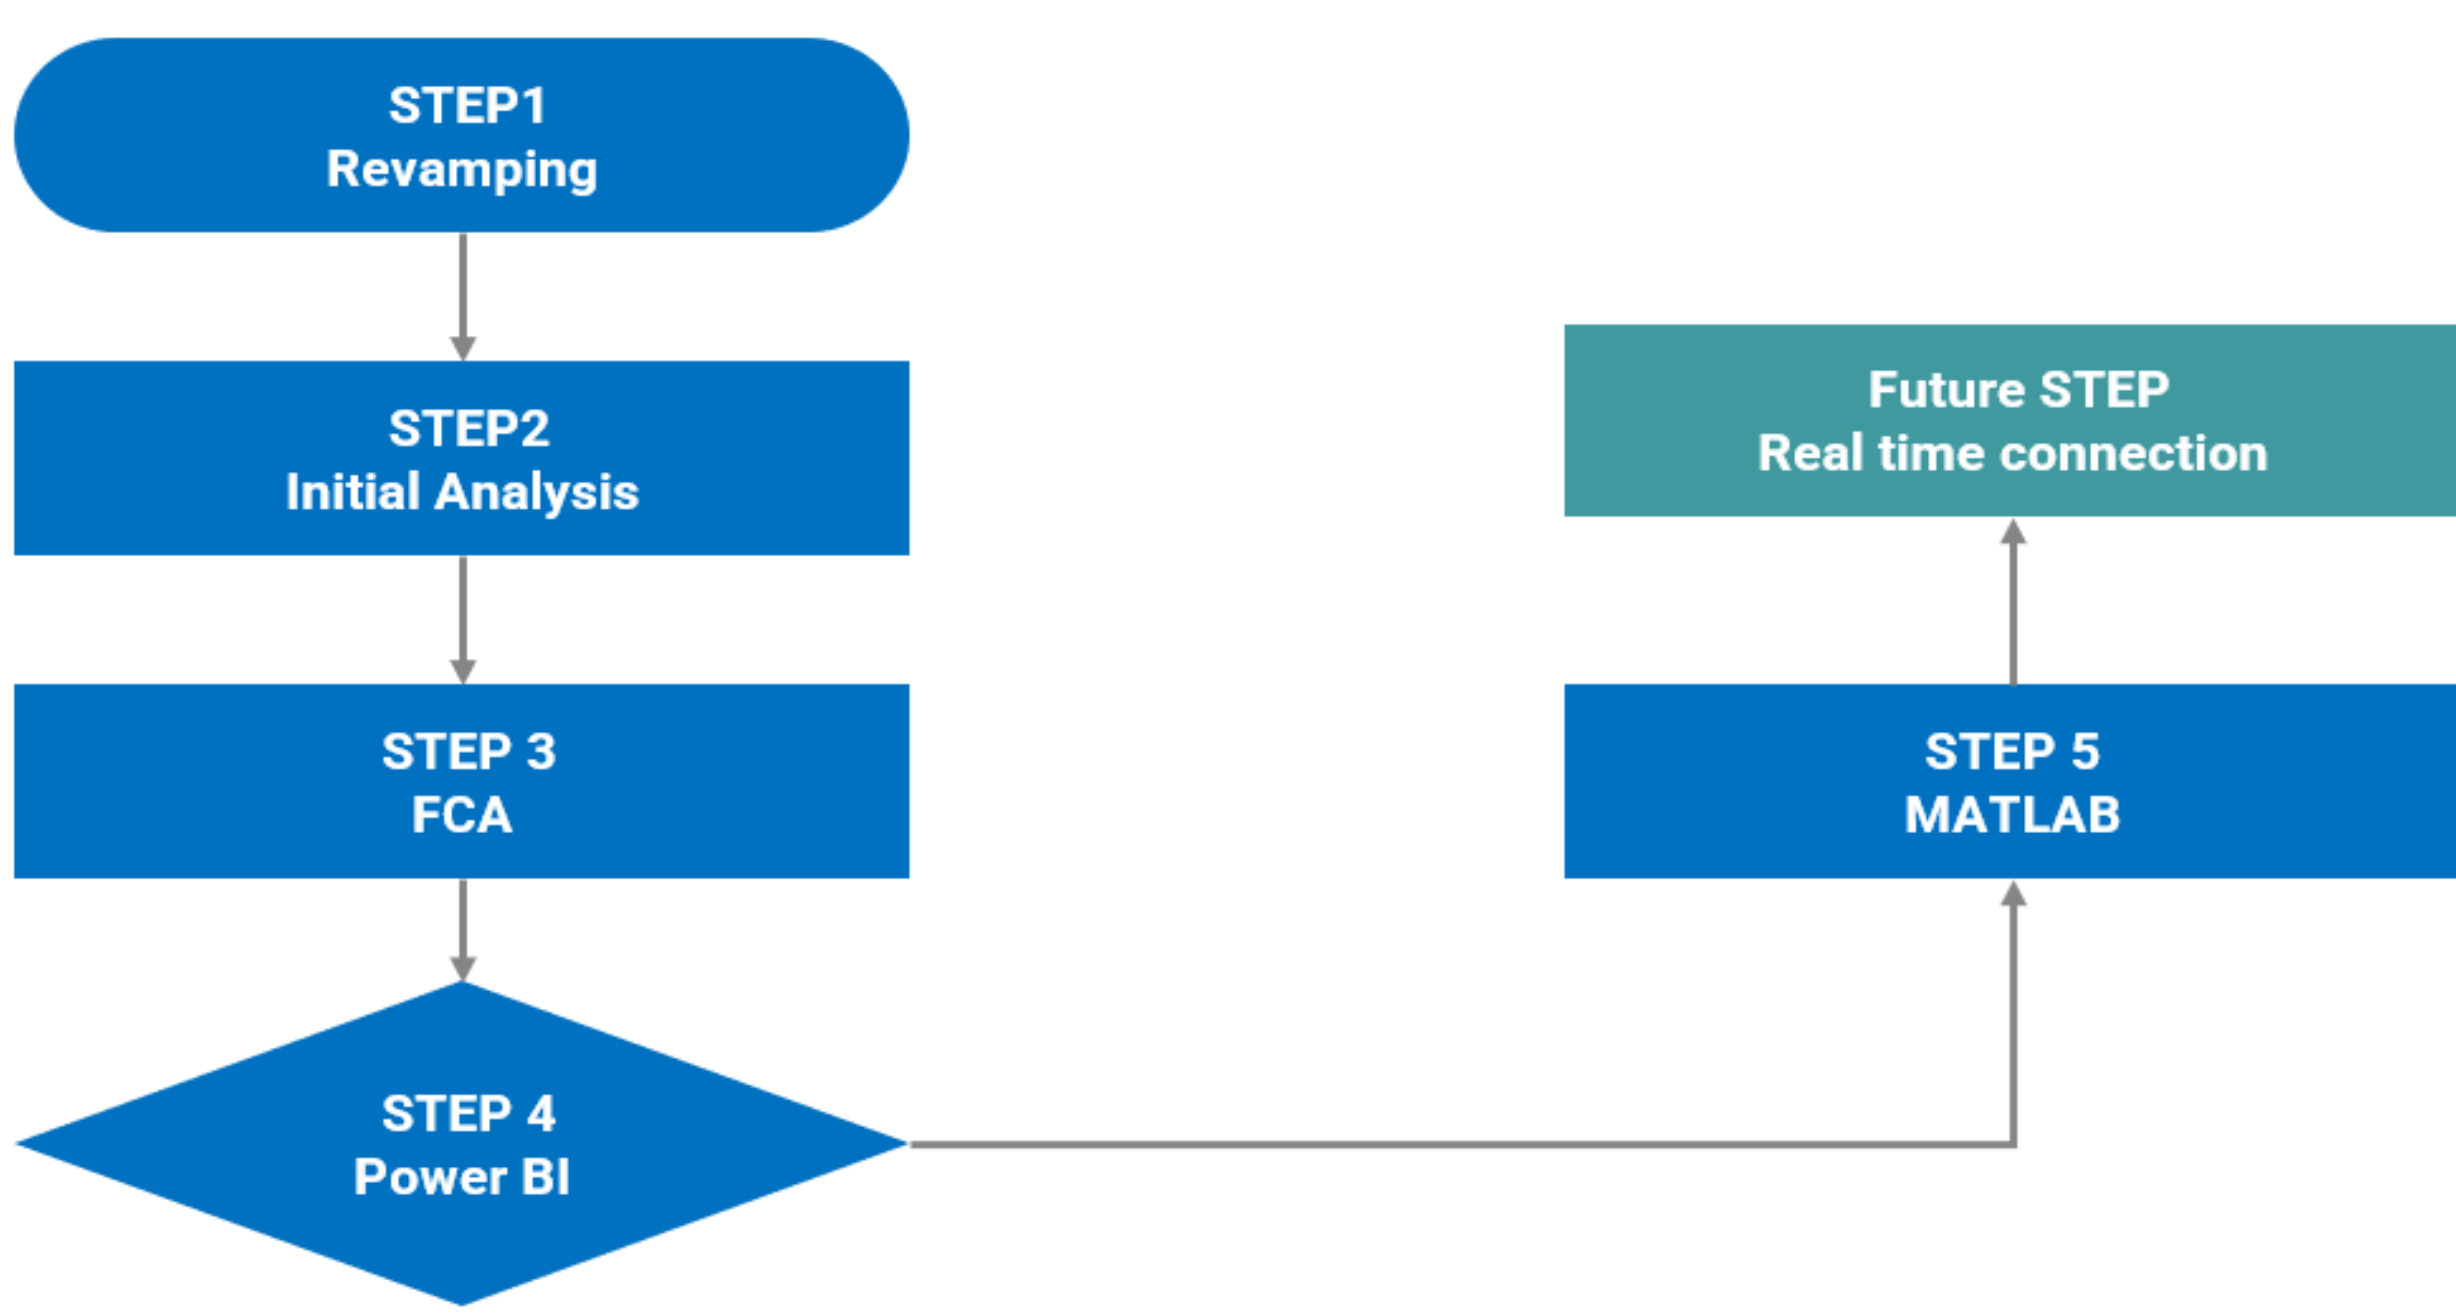 STEP1
Revamping
STEP2
Initial Analysis
STEP 3
FCA
STEP 4
Power BI
STEP 5
MATLAB
Future STEP
Real time connection